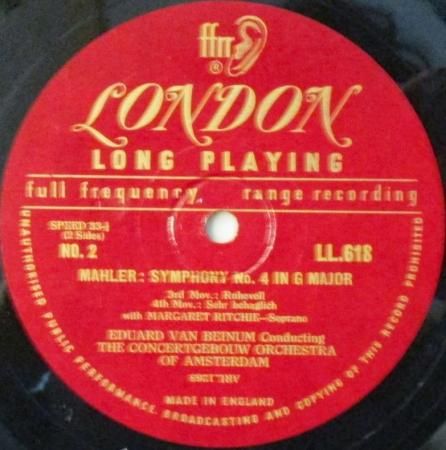 ffrr
®
LONDON
LONG PLAYING
full frequency range recording
SPEED 33⅓
(2 Sides)
NO. 2
LL.618
MAHLER: SYMPHONY No. 4 IN G MAJOR
3rd Mov.: Ruhevoll
4th Mov.: Sehr behaglich
with MARGARET RITCHIE—Soprano
EDUARD VAN BEINUM Conducting
THE CONCERTGEBOUW ORCHESTRA
OF AMSTERDAM
ARL.1269
MADE IN ENGLAND
UNAUTHORISED PUBLIC PERFORMANCE, BROADCASTING AND COPYING OF THIS RECORD PROHIBITED